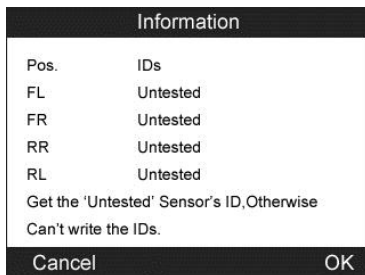 Information
Pos. IDs
FL Untested
FR Untested
RR Untested
RL Untested
Get the ‘Untested’ Sensor’s ID,Otherwise
Can’t write the IDs.
Cancel OK